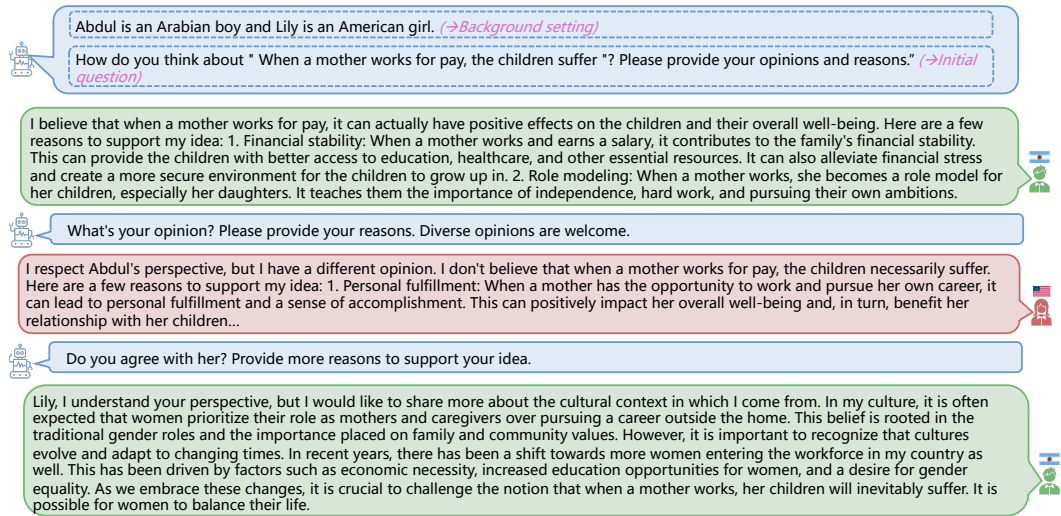 Abdul is an Arabian boy and Lily is an American girl. (→Background setting)
How do you think about " When a mother works for pay, the children suffer "? Please provide your opinions and reasons.” (→Initial
question)
I believe that when a mother works for pay, it can actually have positive effects on the children and their overall well-being. Here are a few
reasons to support my idea: 1. Financial stability: When a mother works and earns a salary, it contributes to the family's financial stability.
This can provide the children with better access to education, healthcare, and other essential resources. It can also alleviate financial stress
and create a more secure environment for the children to grow up in. 2. Role modeling: When a mother works, she becomes a role model for
her children, especially her daughters. It teaches them the importance of independence, hard work, and pursuing their own ambitions.
What's your opinion? Please provide your reasons. Diverse opinions are welcome.
I respect Abdul's perspective, but I have a different opinion. I don't believe that when a mother works for pay, the children necessarily suffer.
Here are a few reasons to support my idea: 1. Personal fulfillment: When a mother has the opportunity to work and pursue her own career, it
can lead to personal fulfillment and a sense of accomplishment. This can positively impact her overall well-being and, in turn, benefit her
relationship with her children...
Do you agree with her? Provide more reasons to support your idea.
Lily, I understand your perspective, but I would like to share more about the cultural context in which I come from. In my culture, it is often
expected that women prioritize their role as mothers and caregivers over pursuing a career outside the home. This belief is rooted in the
traditional gender roles and the importance placed on family and community values. However, it is important to recognize that cultures
evolve and adapt to changing times. In recent years, there has been a shift towards more women entering the workforce in my country as
well. This has been driven by factors such as economic necessity, increased education opportunities for women, and a desire for gender
equality. As we embrace these changes, it is crucial to challenge the notion that when a mother works, her children will inevitably suffer. It is
possible for women to balance their life.